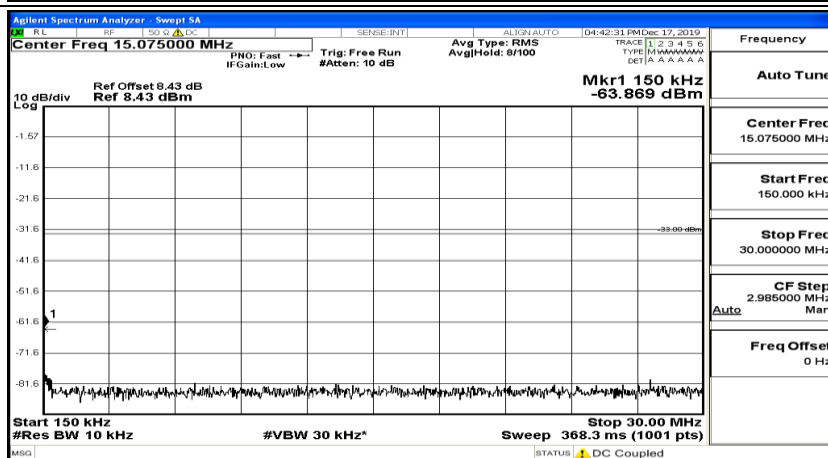 Agilent Spectrum Analyzer - Swept SA
LXI RL RF 50 Ω DC SENSE:INT ALIGN AUTO 04:42:31 PM Dec 17, 2019
Center Freq 15.075000 MHz
PNO: Fast
IFGain:Low
Trig: Free Run
#Atten: 10 dB
Avg Type: RMS
Avg|Hold: 8/100
TRACE 1 2 3 4 5 6
TYPE M
DET A A A A A A
Ref Offset 8.43 dB
Ref 8.43 dBm
10 dB/div
Log
Mkr1 150 kHz
-63.869 dBm
-1.57
-11.6
-21.6
-31.6
-33.00 dBm
-41.6
-51.6
-61.6
1
-71.6
-81.6
Start 150 kHz
Stop 30.00 MHz
#Res BW 10 kHz
#VBW 30 kHz*
Sweep 368.3 ms (1001 pts)
MSG
STATUS DC Coupled
Frequency
Auto Tune
Center Freq
15.075000 MHz
Start Freq
150.000 kHz
Stop Freq
30.000000 MHz
CF Step
2.985000 MHz
Auto Man
Freq Offset
0 Hz